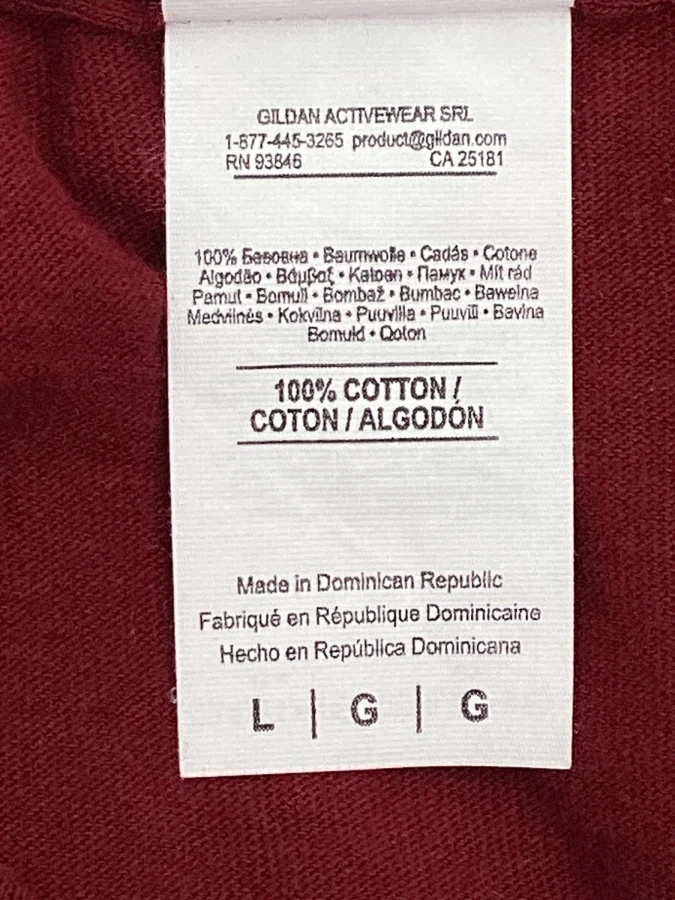 GILDAN ACTIVEWEAR SRL
1-877-445-3265 product@gildan.com
RN 93846 CA 25181
100% Бавовна • Baumwolle • Cadás • Cotone
Algodão • Βάμβαξ • Katoen • Памук • Mit rád
Pamut • Bomull • Bombaž • Bumbac • Bawełna
Medvilnės • Kokvilna • Puuvilla • Puuvill • Bavlna
Bomuld • Qoton
100% COTTON /
COTON / ALGODÓN
Made in Dominican Republic
Fabriqué en République Dominicaine
Hecho en República Dominicana
L | G | G